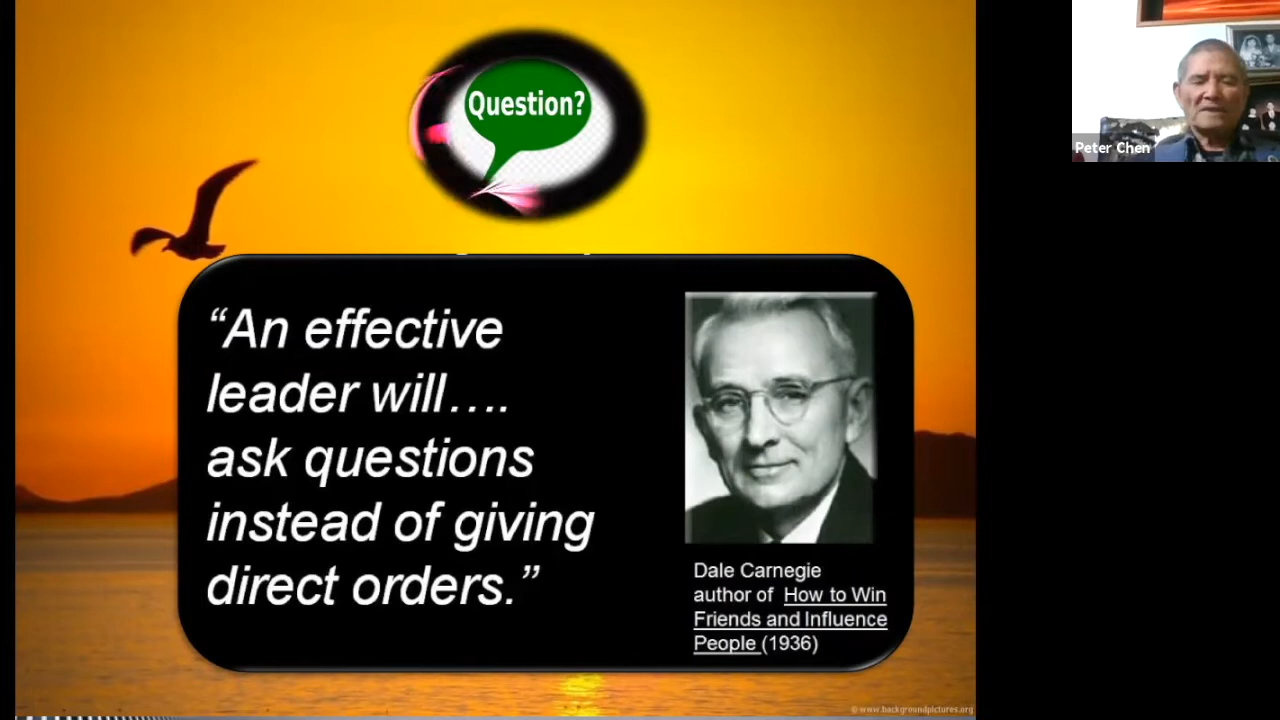 Question?
Peter Chen
“An effective
leader will….
ask questions
instead of giving
direct orders.”
Dale Carnegie
author of How to Win
Friends and Influence
People (1936)
© www.backgroundpictures.org